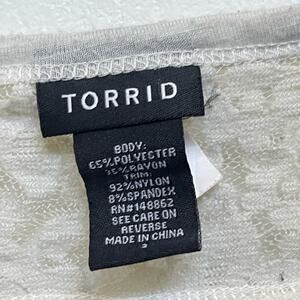 TORRID
BODY:
65%POLYESTER
35%RAYON
TRIM:
92%NYLON
8%SPANDEX
RN#148862
SEE CARE ON
REVERSE
MADE IN CHINA